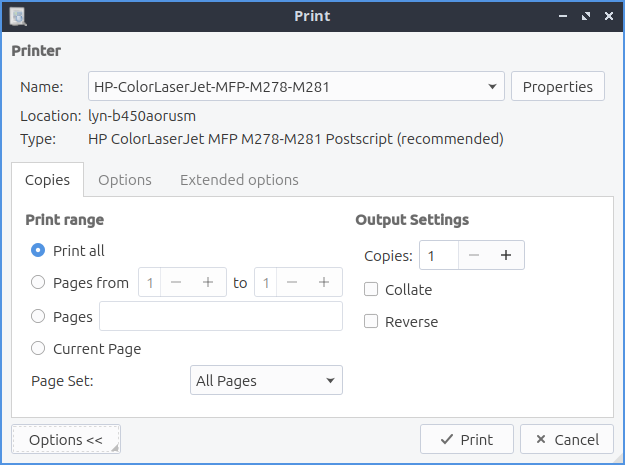 Print
Printer
Name: HP-ColorLaserJet-MFP-M278-M281 Properties
Location: lyn-b450aorusm
Type: HP ColorLaserJet MFP M278-M281 Postscript (recommended)
Copies Options Extended options
Print range Output Settings
Print all
Copies: 1 − +
Pages from 1 − + to 1 − +
Collate
Pages
Reverse
Current Page
Page Set: All Pages
Options << Print Cancel